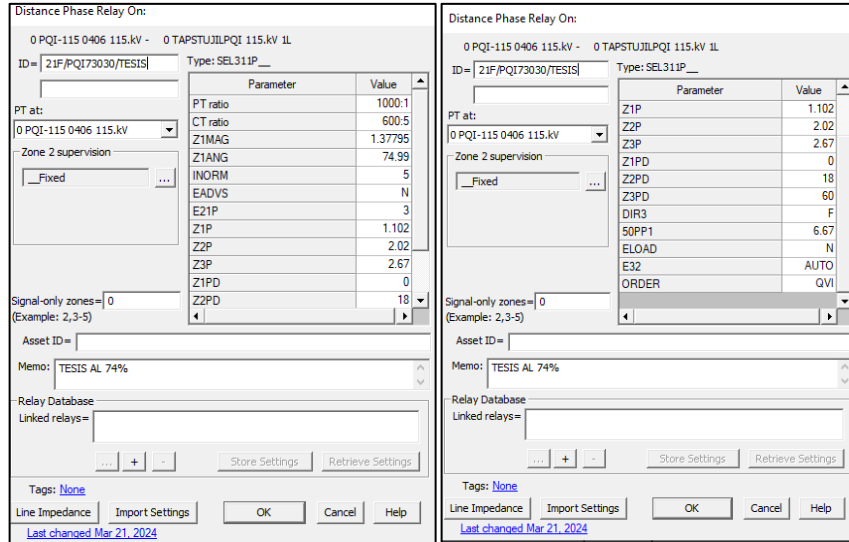 Distance Phase Relay On:
0 PQI-115 0406 115.kV - 0 TAPSTUJILPQI 115.kV 1L
ID= 21F/PQI73030/TESIS
Type: SEL311P__
PT at:
0 PQI-115 0406 115.kV
Zone 2 supervision
__Fixed
...
Parameter Value
PT ratio 1000:1
CT ratio 600:5
Z1MAG 1.37795
Z1ANG 74.99
INORM 5
EADVS N
E21P 3
Z1P 1.102
Z2P 2.02
Z3P 2.67
Z1PD 0
Z2PD 18
Signal-only zones= 0
(Example: 2,3-5)
Asset ID=
Memo: TESIS AL 74%
Relay Database
Linked relays=
... + - Store Settings Retrieve Settings
Tags: None
Line Impedance Import Settings OK Cancel Help
Last changed Mar 21, 2024
Distance Phase Relay On:
0 PQI-115 0406 115.kV - 0 TAPSTUJILPQI 115.kV 1L
ID= 21F/PQI73030/TESIS
Type: SEL311P__
PT at:
0 PQI-115 0406 115.kV
Zone 2 supervision
__Fixed
...
Parameter Value
Z1P 1.102
Z2P 2.02
Z3P 2.67
Z1PD 0
Z2PD 18
Z3PD 60
DIR3 F
50PP1 6.67
ELOAD N
E32 AUTO
ORDER QVI
Signal-only zones= 0
(Example: 2,3-5)
Asset ID=
Memo: TESIS AL 74%
Relay Database
Linked relays=
... + - Store Settings Retrieve Settings
Tags: None
Line Impedance Import Settings OK Cancel Help
Last changed Mar 21, 2024